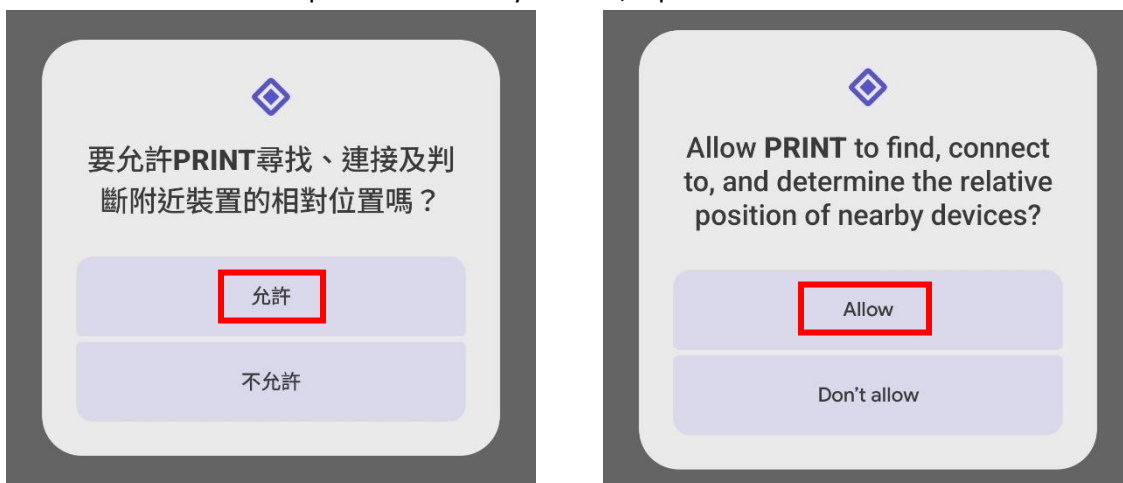 要允許PRINT尋找、連接及判
斷附近裝置的相對位置嗎？
允許
不允許
Allow PRINT to find, connect
to, and determine the relative
position of nearby devices?
Allow
Don’t allow